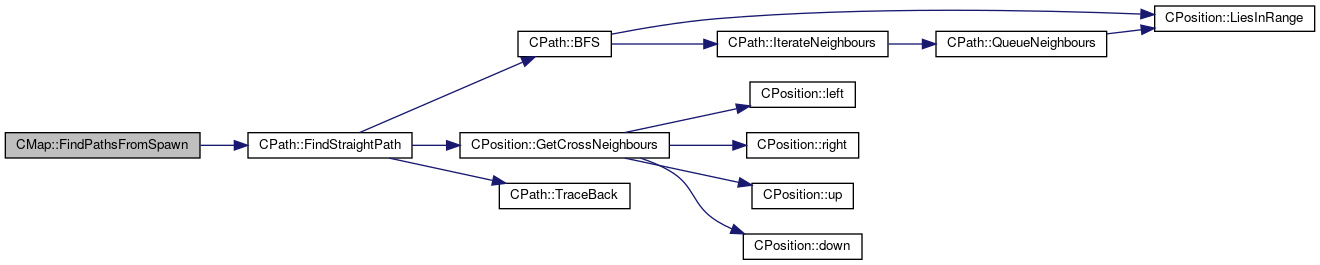 CMap::FindPathsFromSpawn
CPath::FindStraightPath
CPath::BFS
CPosition::GetCrossNeighbours
CPath::TraceBack
CPath::IterateNeighbours
CPosition::left
CPosition::right
CPosition::up
CPosition::down
CPath::QueueNeighbours
CPosition::LiesInRange